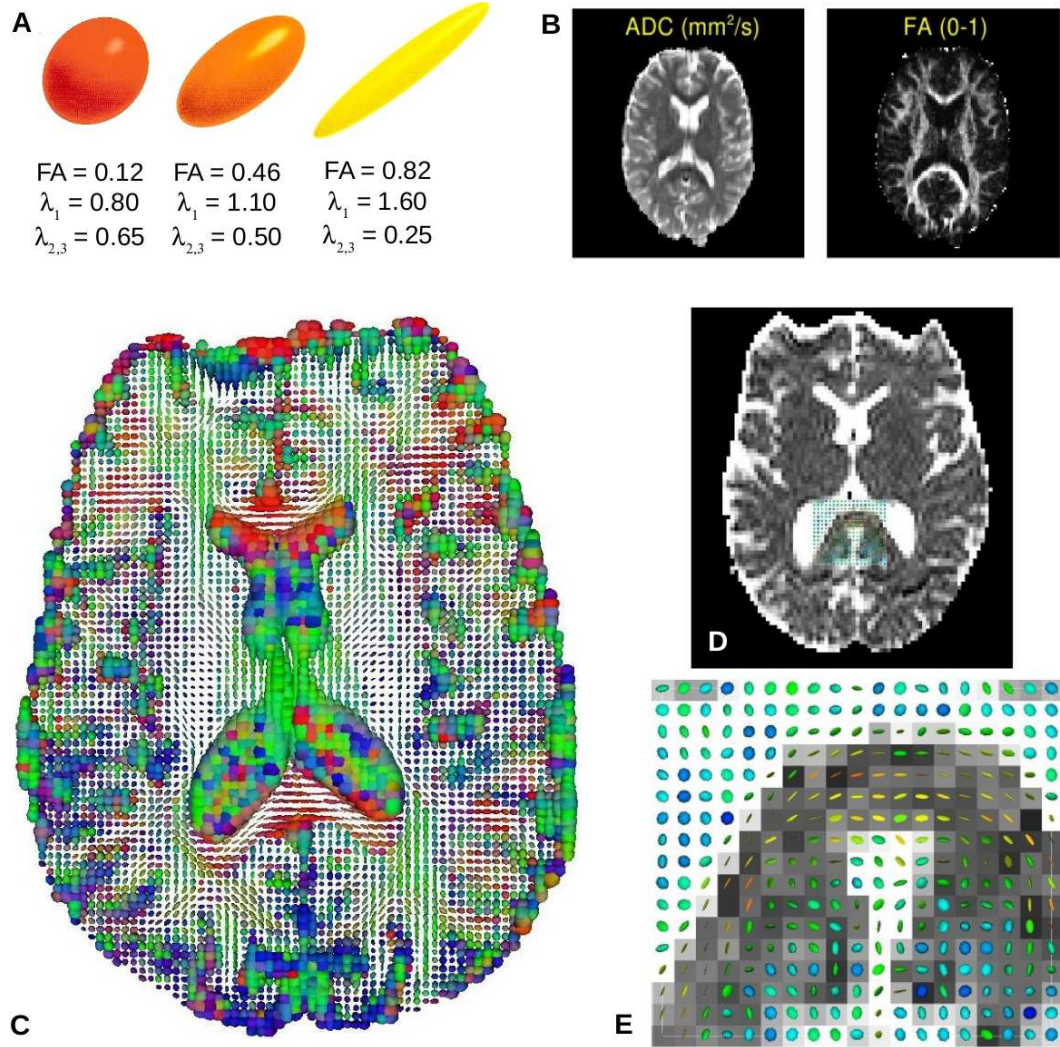 A
FA = 0.12
λ1 = 0.80
λ2,3 = 0.65
FA = 0.46
λ1 = 1.10
λ2,3 = 0.50
FA = 0.82
λ1 = 1.60
λ2,3 = 0.25
B
ADC (mm²/s)
FA (0-1)
C
D
E